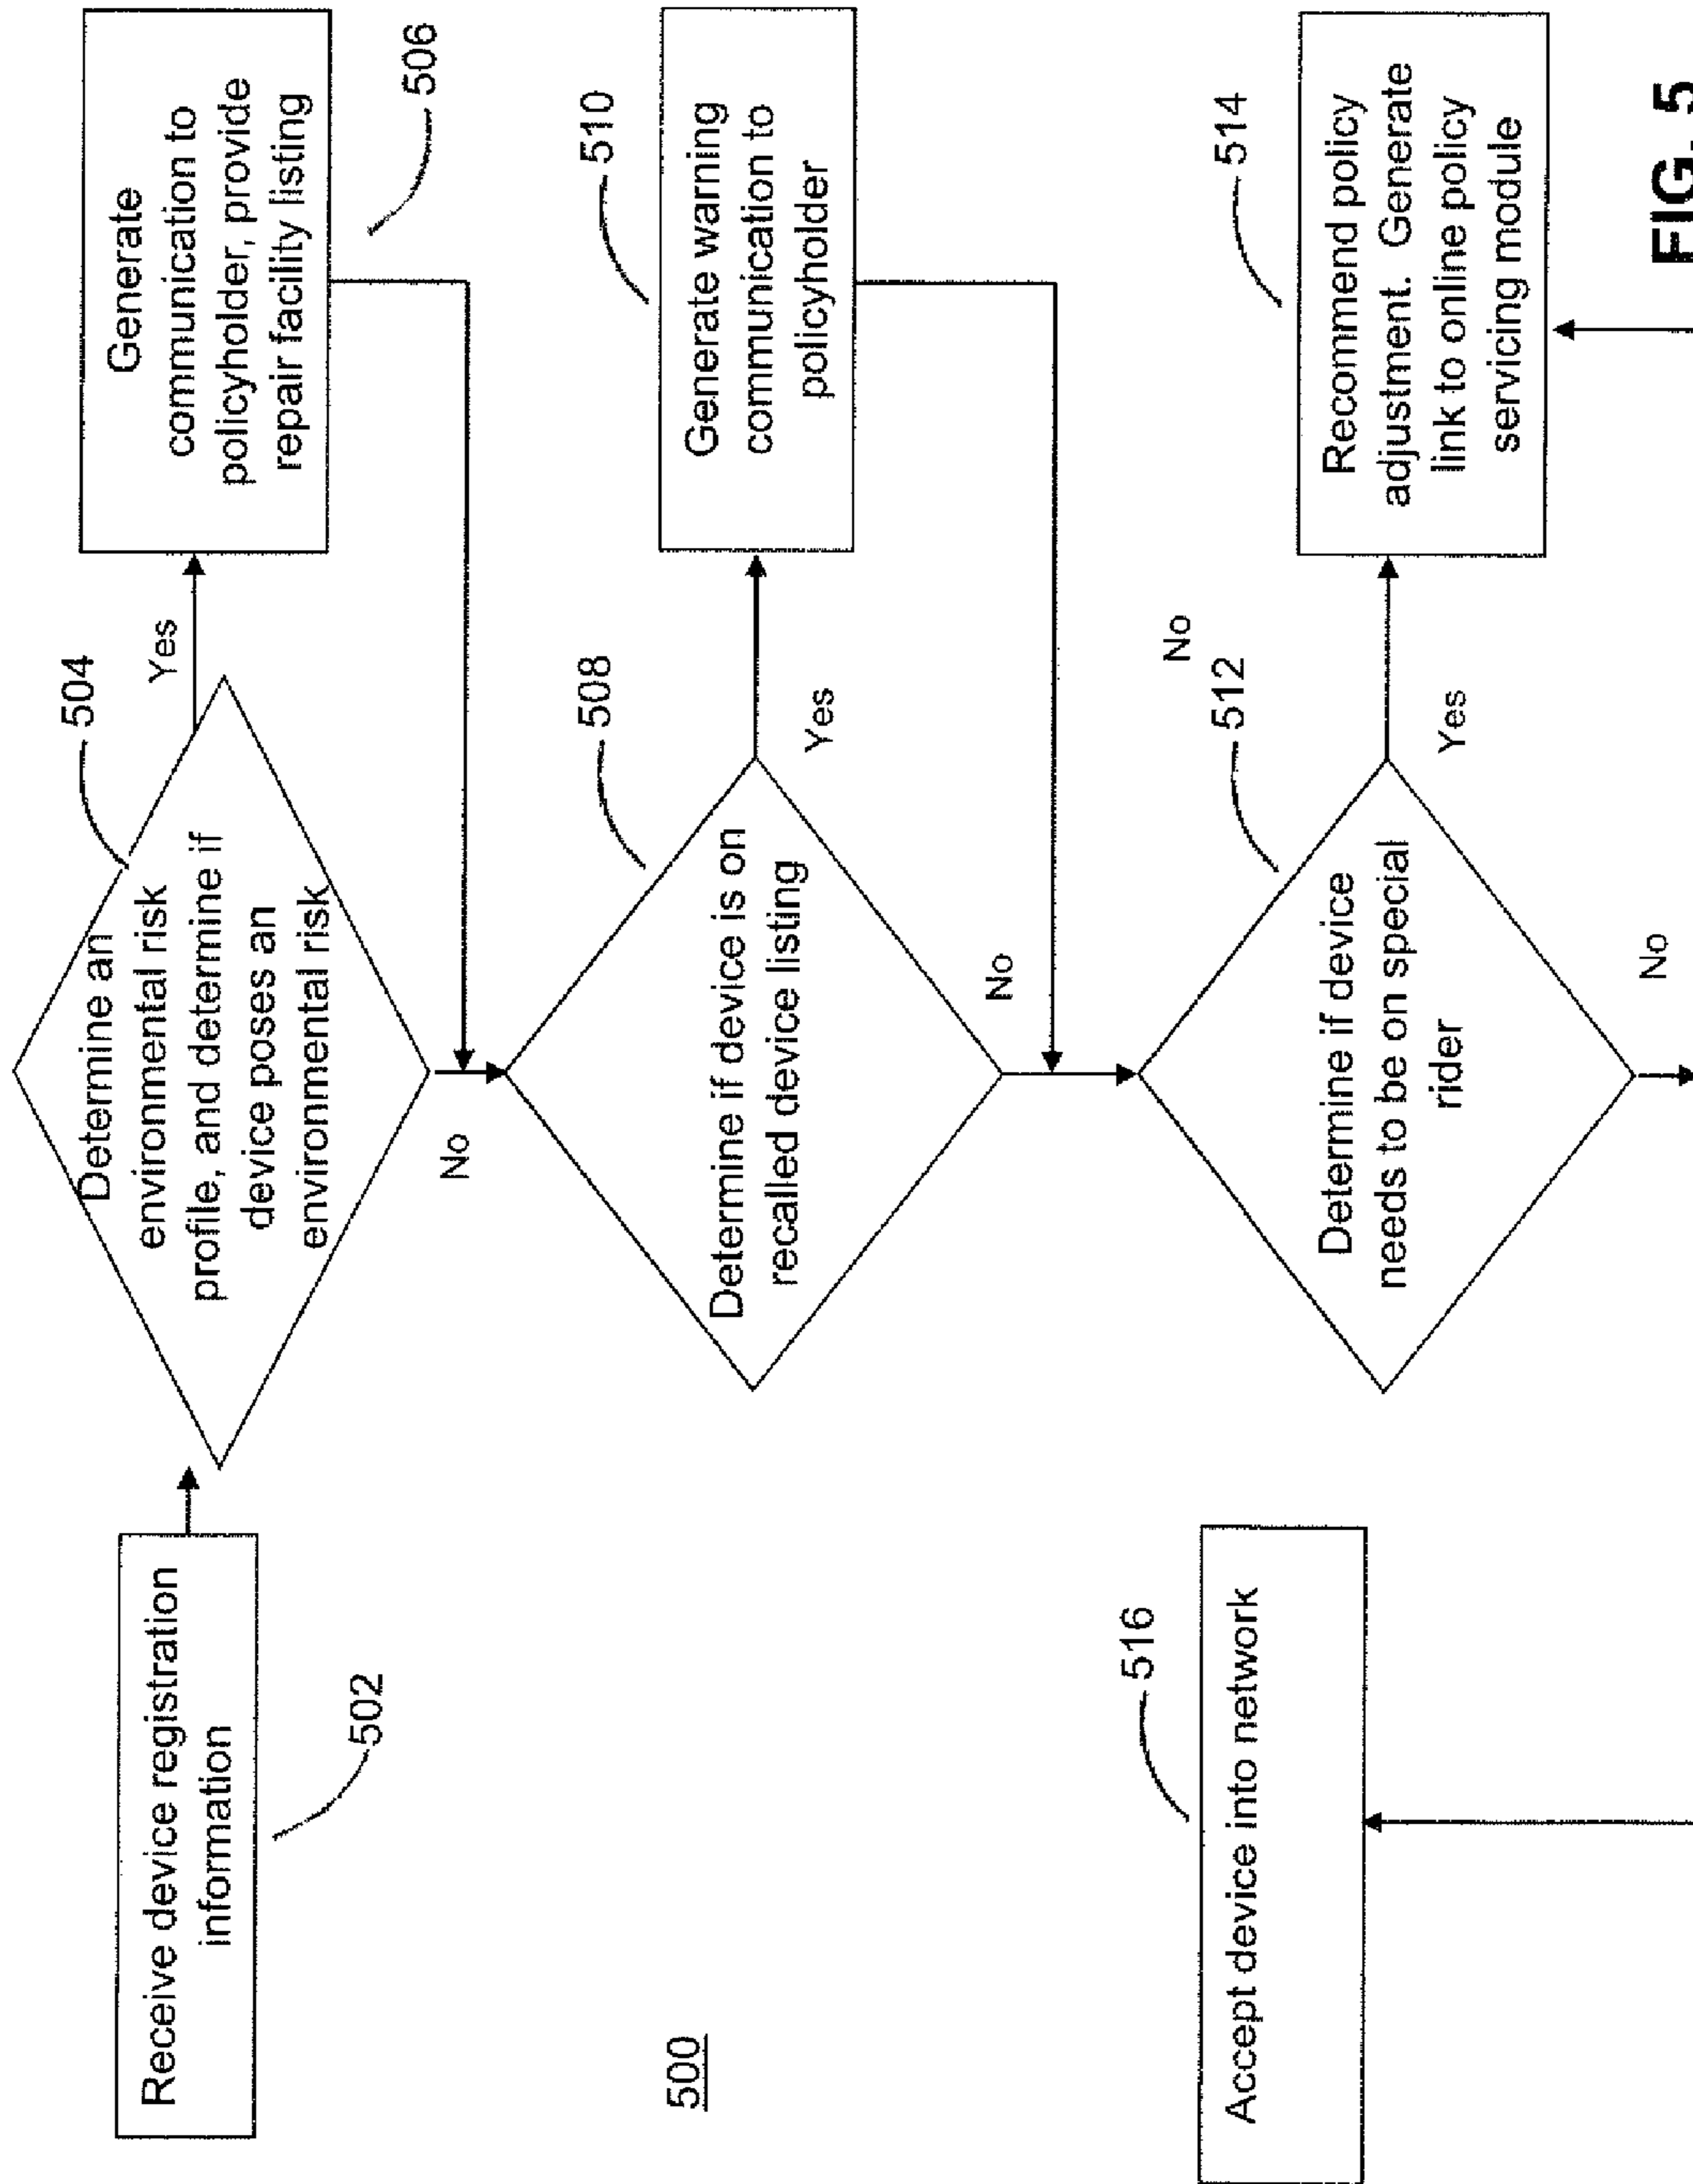 Receive device registration
information
502
Determine an
environmental risk
profile, and determine if
device poses an
environmental risk
504
Yes
Generate
communication to
policyholder, provide
repair facility listing
506
No
Determine if device is on
recalled device listing
508
Yes
Generate warning
communication to
policyholder
510
No
500
Determine if device
needs to be on special
rider
512
No
Yes
Recommend policy
adjustment. Generate
link to online policy
servicing module
514
No
Accept device into network
516
FIG. 5